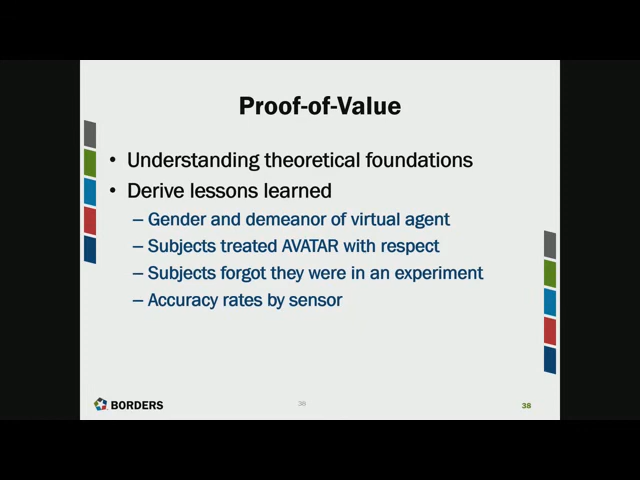 Proof-of-Value
• Understanding theoretical foundations
• Derive lessons learned
– Gender and demeanor of virtual agent
– Subjects treated AVATAR with respect
– Subjects forgot they were in an experiment
– Accuracy rates by sensor
BORDERS
38
38